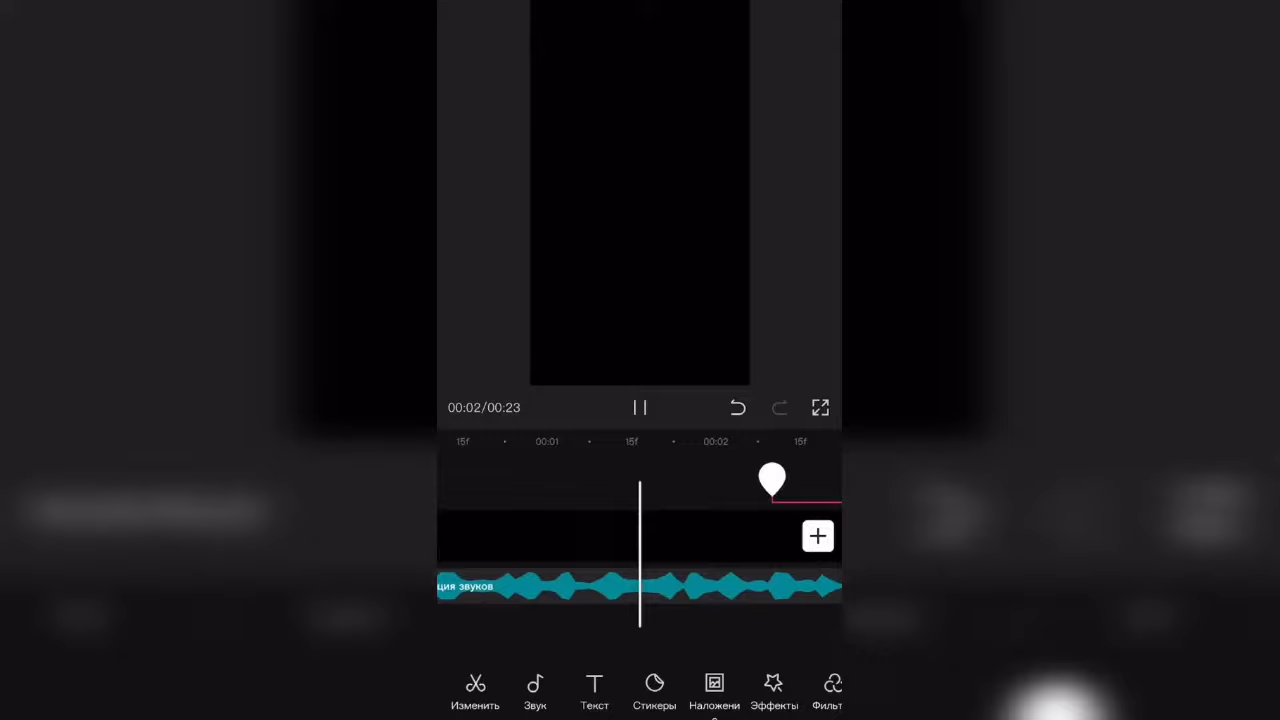 00:02/00:23
15f 00:01 15f 00:02 15f
ция звуков
Изменить Звук Текст Стикеры Наложени Эффекты Фильт
е